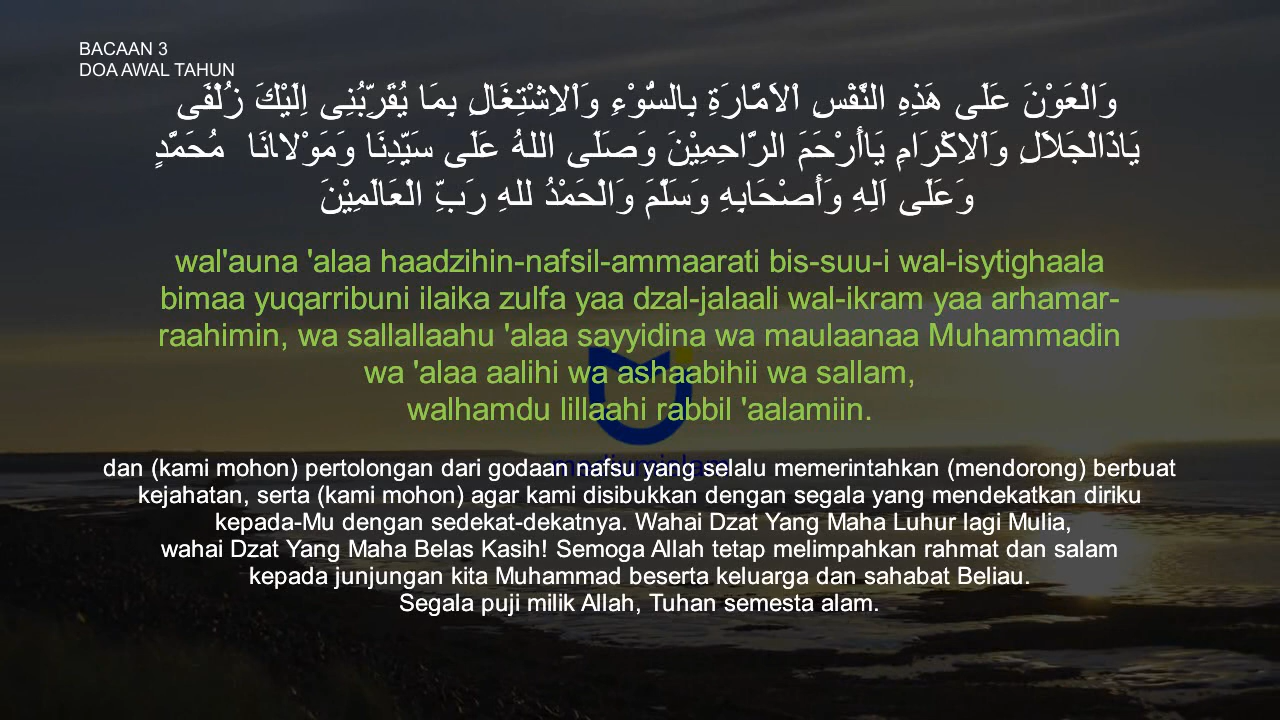 BACAAN 3
DOA AWAL TAHUN
وَالْعَوْنَ عَلَى هَذِهِ النَّفْسِ اْلاَمَّارَةِ بِالسُّوْءِ وَاْلاِشْتِغَالِ بِمَا يُقَرِّبُنِى اِلَيْكَ زُلْفَى
يَاذَالْجَلاَلِ وَاْلاِكْرَامِ يَاأَرْحَمَ الرَّاحِمِيْنَ وَصَلَى اللهُ عَلَى سَيِّدِنَا وَمَوْلانَا مُحَمَّدٍ
وَعَلَى اَلِهِ وَأَصْحَابِهِ وَسَلَّمَ وَالْحَمْدُ للهِ رَبِّ الْعَالَمِيْنَ
wal'auna 'alaa haadzihin-nafsil-ammaarati bis-suu-i wal-isytighaala
bimaa yuqarribuni ilaika zulfa yaa dzal-jalaali wal-ikram yaa arhamar-
raahimin, wa sallallaahu 'alaa sayyidina wa maulaanaa Muhammadin
wa 'alaa aalihi wa ashaabihii wa sallam,
walhamdu lillaahi rabbil 'aalamiin.
dan (kami mohon) pertolongan dari godaan nafsu yang selalu memerintahkan (mendorong) berbuat
kejahatan, serta (kami mohon) agar kami disibukkan dengan segala yang mendekatkan diriku
kepada-Mu dengan sedekat-dekatnya. Wahai Dzat Yang Maha Luhur lagi Mulia,
wahai Dzat Yang Maha Belas Kasih! Semoga Allah tetap melimpahkan rahmat dan salam
kepada junjungan kita Muhammad beserta keluarga dan sahabat Beliau.
Segala puji milik Allah, Tuhan semesta alam.